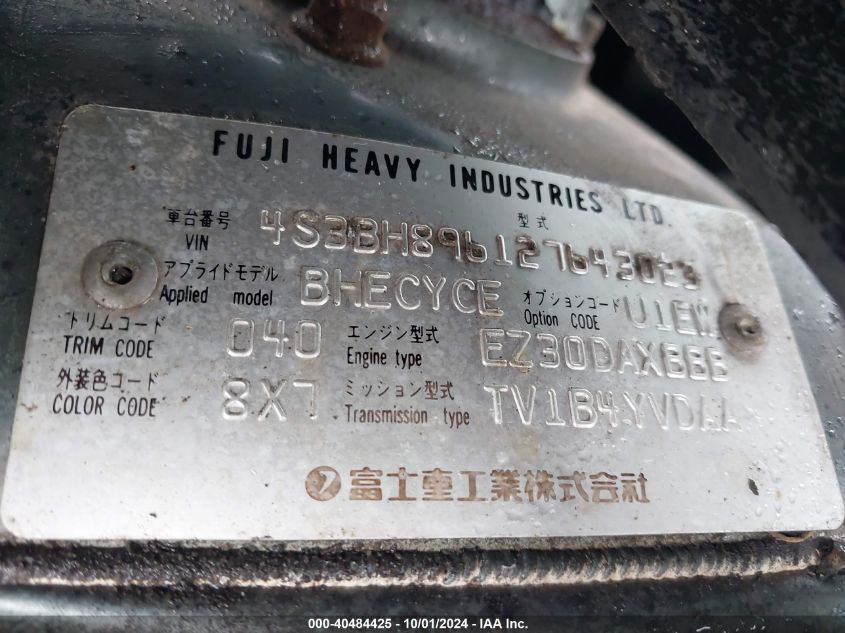 FUJI HEAVY INDUSTRIES LTD.
車台番号 型式
VIN 4S3BH896127643023
アプライドモデル オプションコード
Applied model BHECYCE Option CODE U1EW
トリムコード エンジン型式
TRIM CODE 040 Engine type EZ30DAXBBB
外装色コード ミッション型式
COLOR CODE 8X7 Transmission type TV1B4YVDAA
富士重工業株式会社
000-40484425 - 10/01/2024 - IAA Inc.